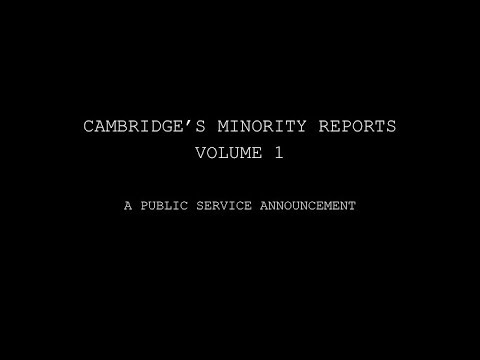 CAMBRIDGE’S MINORITY REPORTS
VOLUME 1
A PUBLIC SERVICE ANNOUNCEMENT